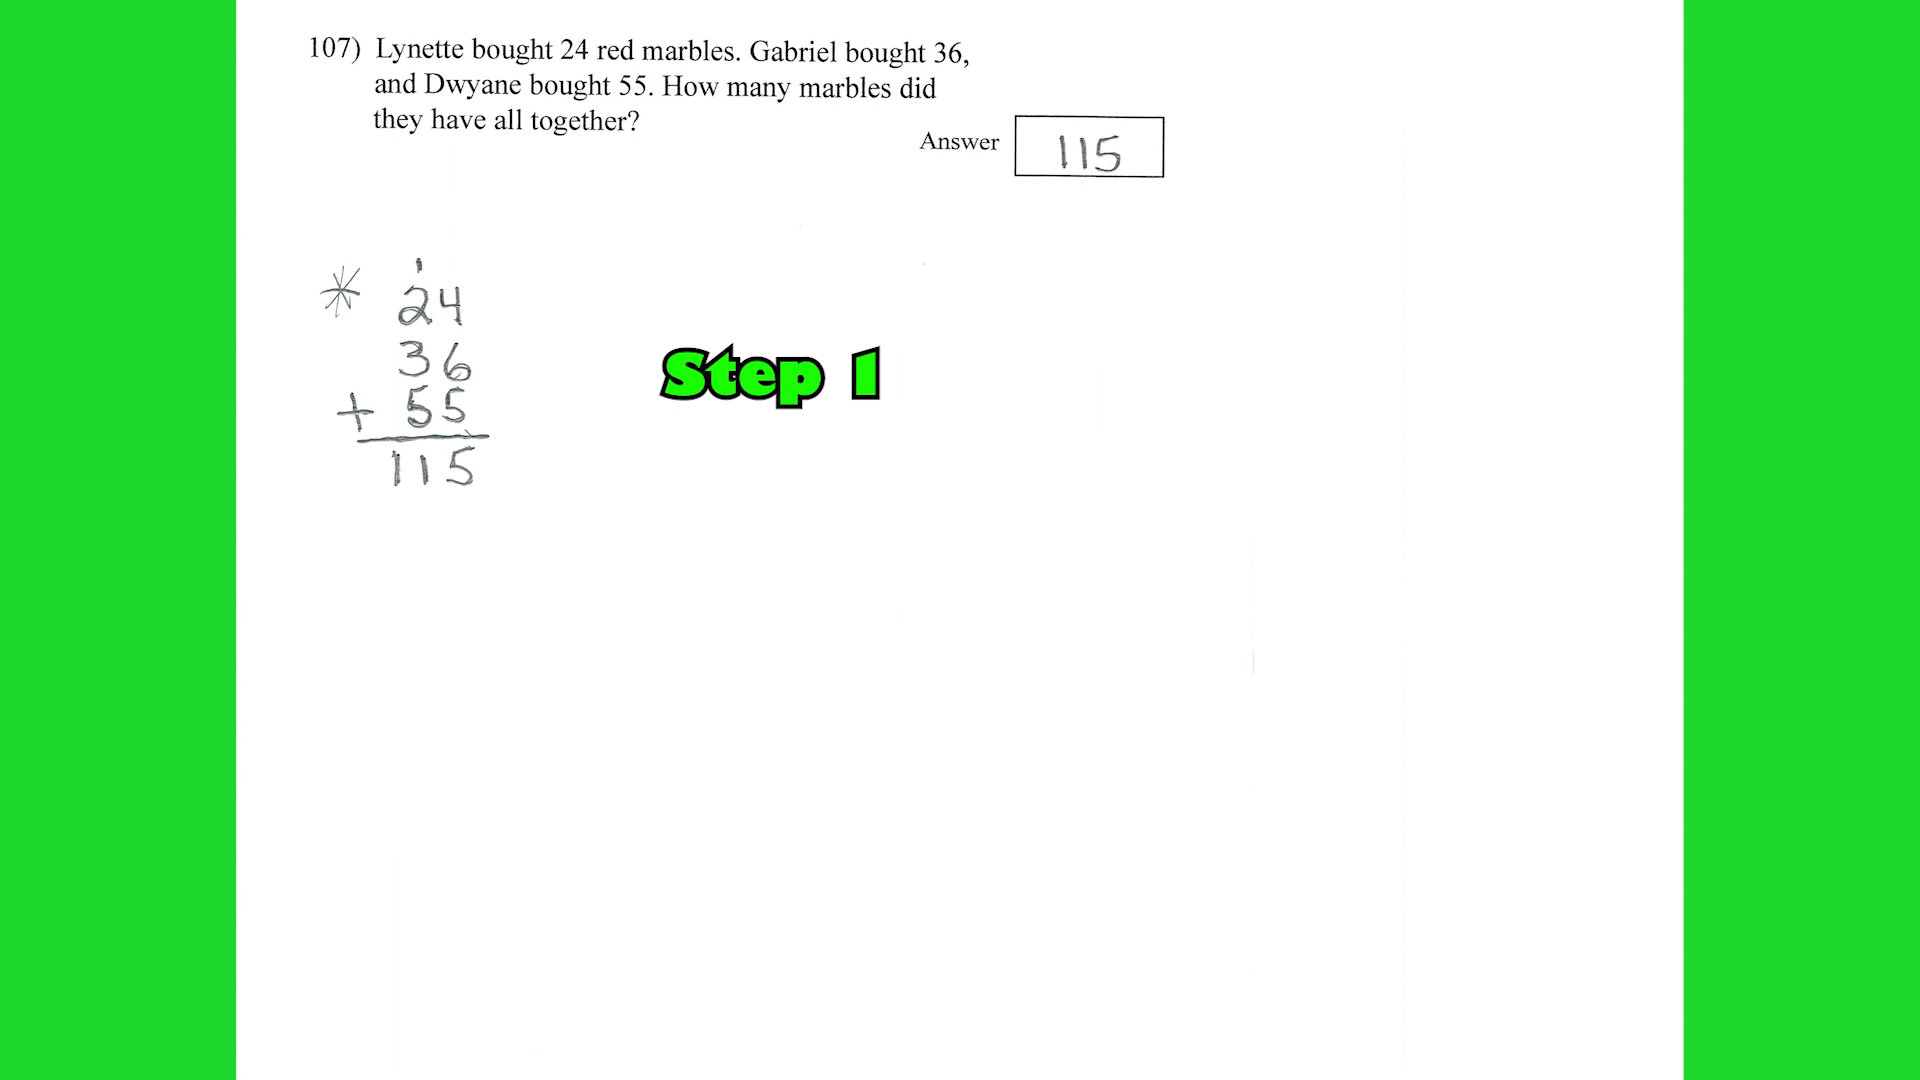 107) Lynette bought 24 red marbles. Gabriel bought 36,
and Dwyane bought 55. How many marbles did
they have all together?
Answer 115
1
* 24
36
+ 55
115
Step 1